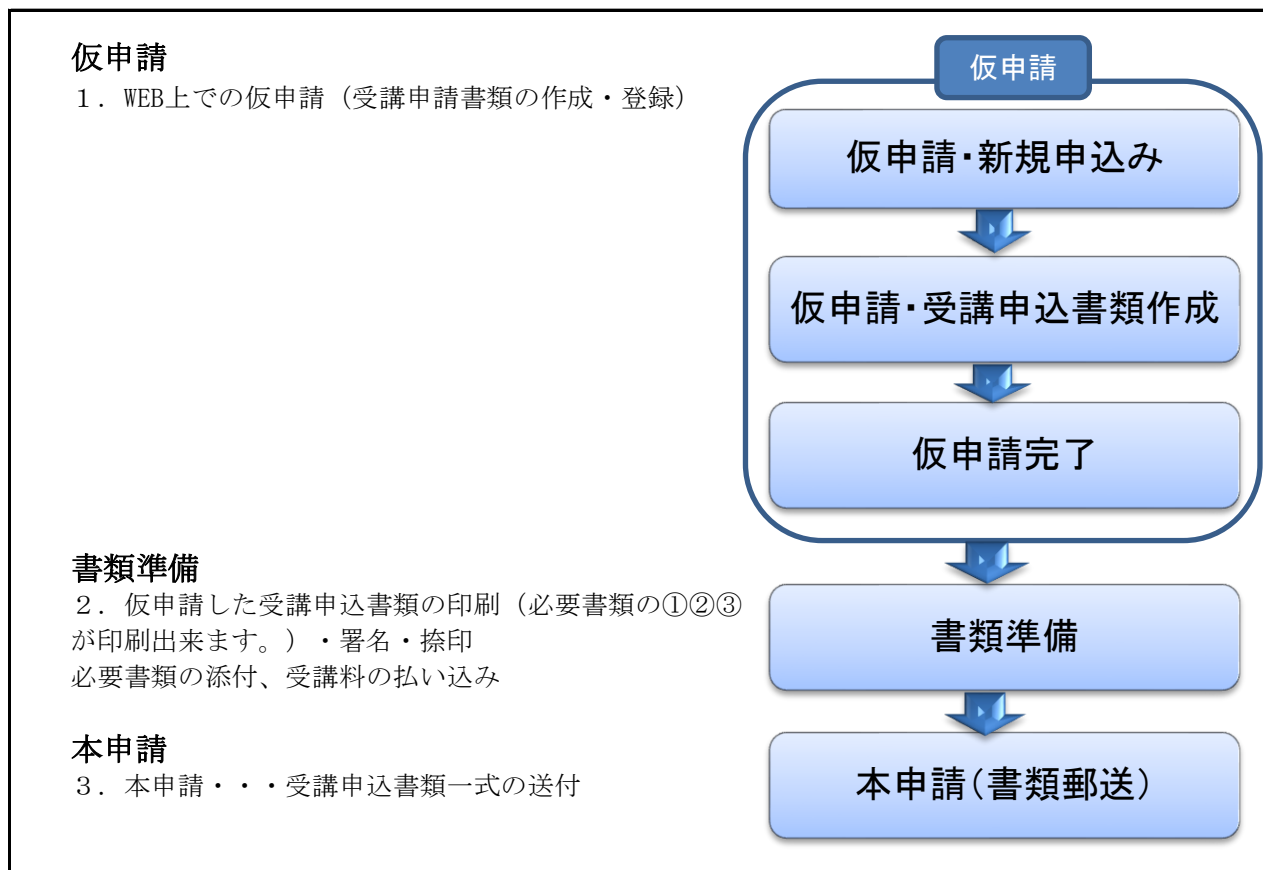 仮申請
１．WEB上での仮申請（受講申請書類の作成・登録）
書類準備
２．仮申請した受講申込書類の印刷（必要書類の①②③
が印刷出来ます。）・署名・捺印
必要書類の添付、受講料の払い込み
本申請
３．本申請・・・受講申込書類一式の送付
仮申請
仮申請・新規申込み
仮申請・受講申込書類作成
仮申請完了
書類準備
本申請（書類郵送）